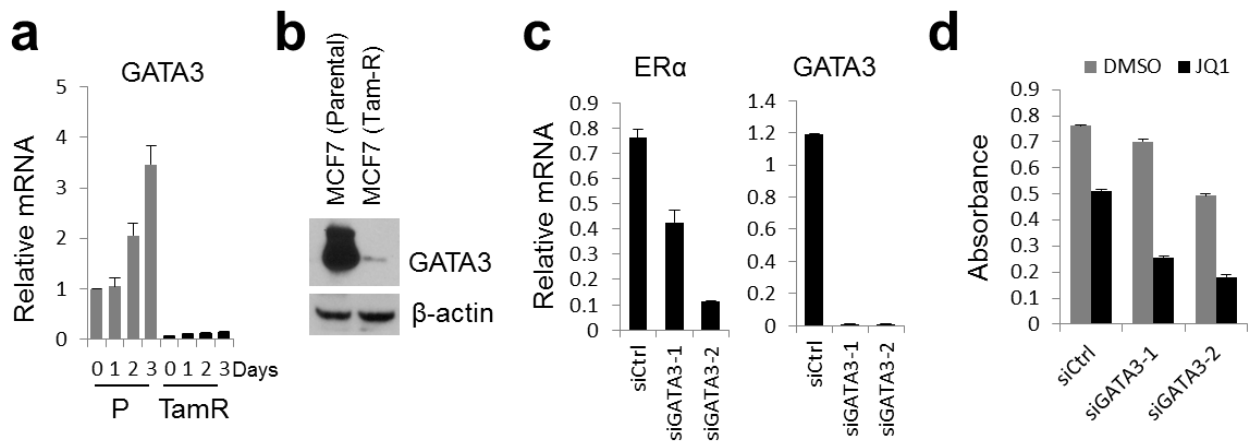 a
GATA3
Relative mRNA
5
4
3
2
1
0
0 1 2 3 0 1 2 3 Days
P TamR
b
MCF7 (Parental)
MCF7 (Tam-R)
GATA3
β-actin
c
ERα
Relative mRNA
0.9
0.8
0.7
0.6
0.5
0.4
0.3
0.2
0.1
0
siCtrl
siGATA3-1
siGATA3-2
GATA3
1.4
1.2
1
0.8
0.6
0.4
0.2
0
siCtrl
siGATA3-1
siGATA3-2
d
DMSO JQ1
Absorbance
0.9
0.8
0.7
0.6
0.5
0.4
0.3
0.2
0.1
0
siCtrl
siGATA3-1
siGATA3-2